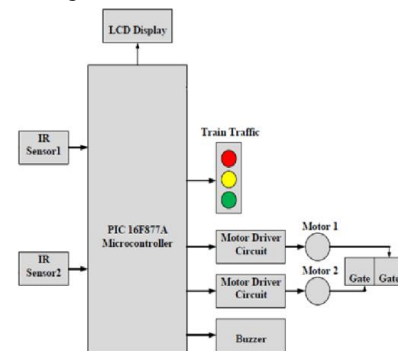 LCD Display
IR
Sensor1
Train Traffic
PIC 16F877A
Microcontroller
Motor Driver
Circuit
Motor 1
IR
Sensor2
Motor Driver
Circuit
Motor 2
Gate Gate
Buzzer